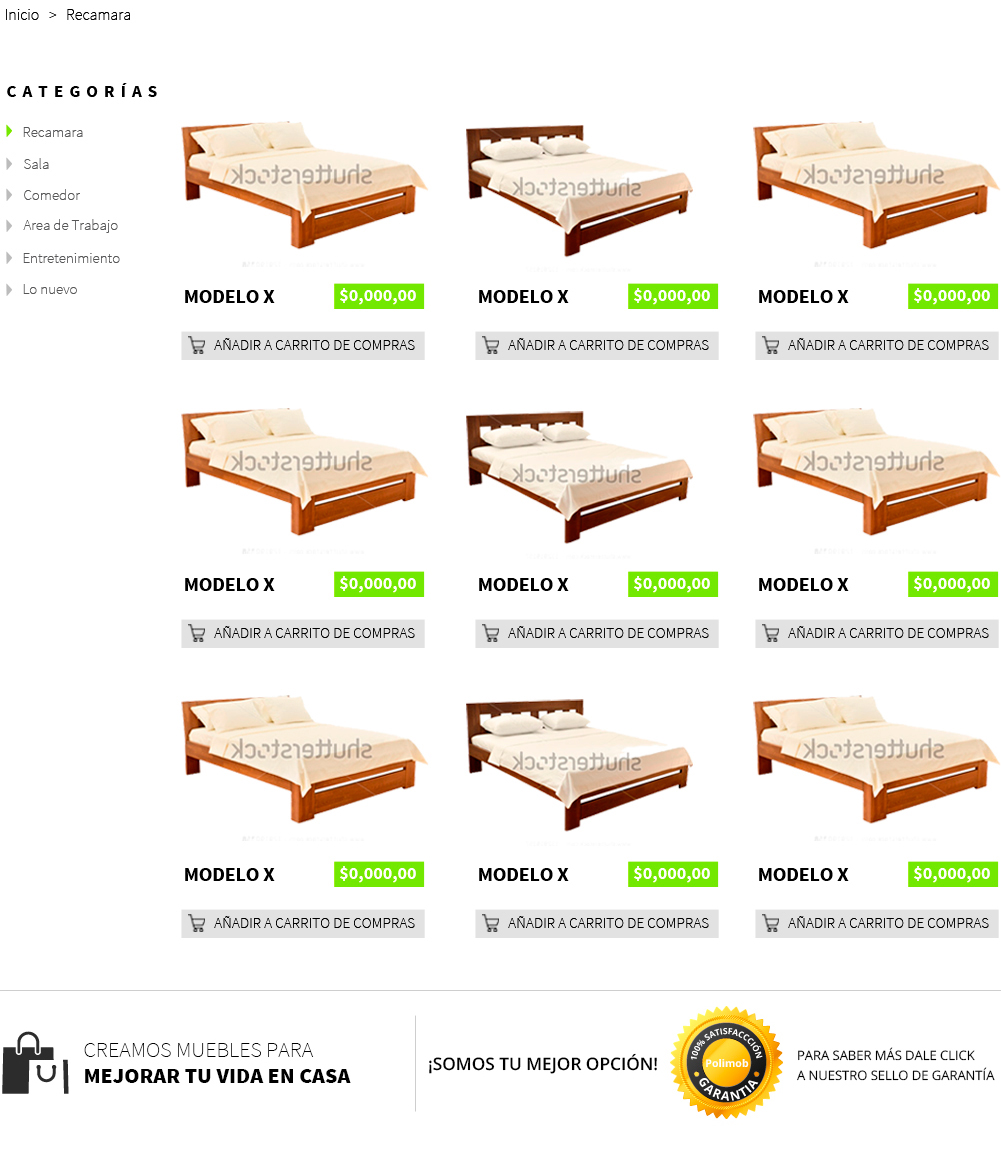 Inicio > Recamara
CATEGORÍAS
Recamara
Sala
Comedor
Area de Trabajo
Entretenimiento
Lo nuevo
shutterstock shutterstock shutterstock
MODELO X $0,000,00 MODELO X $0,000,00 MODELO X $0,000,00
AÑADIR A CARRITO DE COMPRAS AÑADIR A CARRITO DE COMPRAS AÑADIR A CARRITO DE COMPRAS
shutterstock shutterstock shutterstock
MODELO X $0,000,00 MODELO X $0,000,00 MODELO X $0,000,00
AÑADIR A CARRITO DE COMPRAS AÑADIR A CARRITO DE COMPRAS AÑADIR A CARRITO DE COMPRAS
shutterstock shutterstock shutterstock
MODELO X $0,000,00 MODELO X $0,000,00 MODELO X $0,000,00
AÑADIR A CARRITO DE COMPRAS AÑADIR A CARRITO DE COMPRAS AÑADIR A CARRITO DE COMPRAS
CREAMOS MUEBLES PARA
MEJORAR TU VIDA EN CASA
¡SOMOS TU MEJOR OPCIÓN!
100% SATISFACCCIÓN
Polimob
GARANTIA
PARA SABER MÁS DALE CLICK
A NUESTRO SELLO DE GARANTÍA